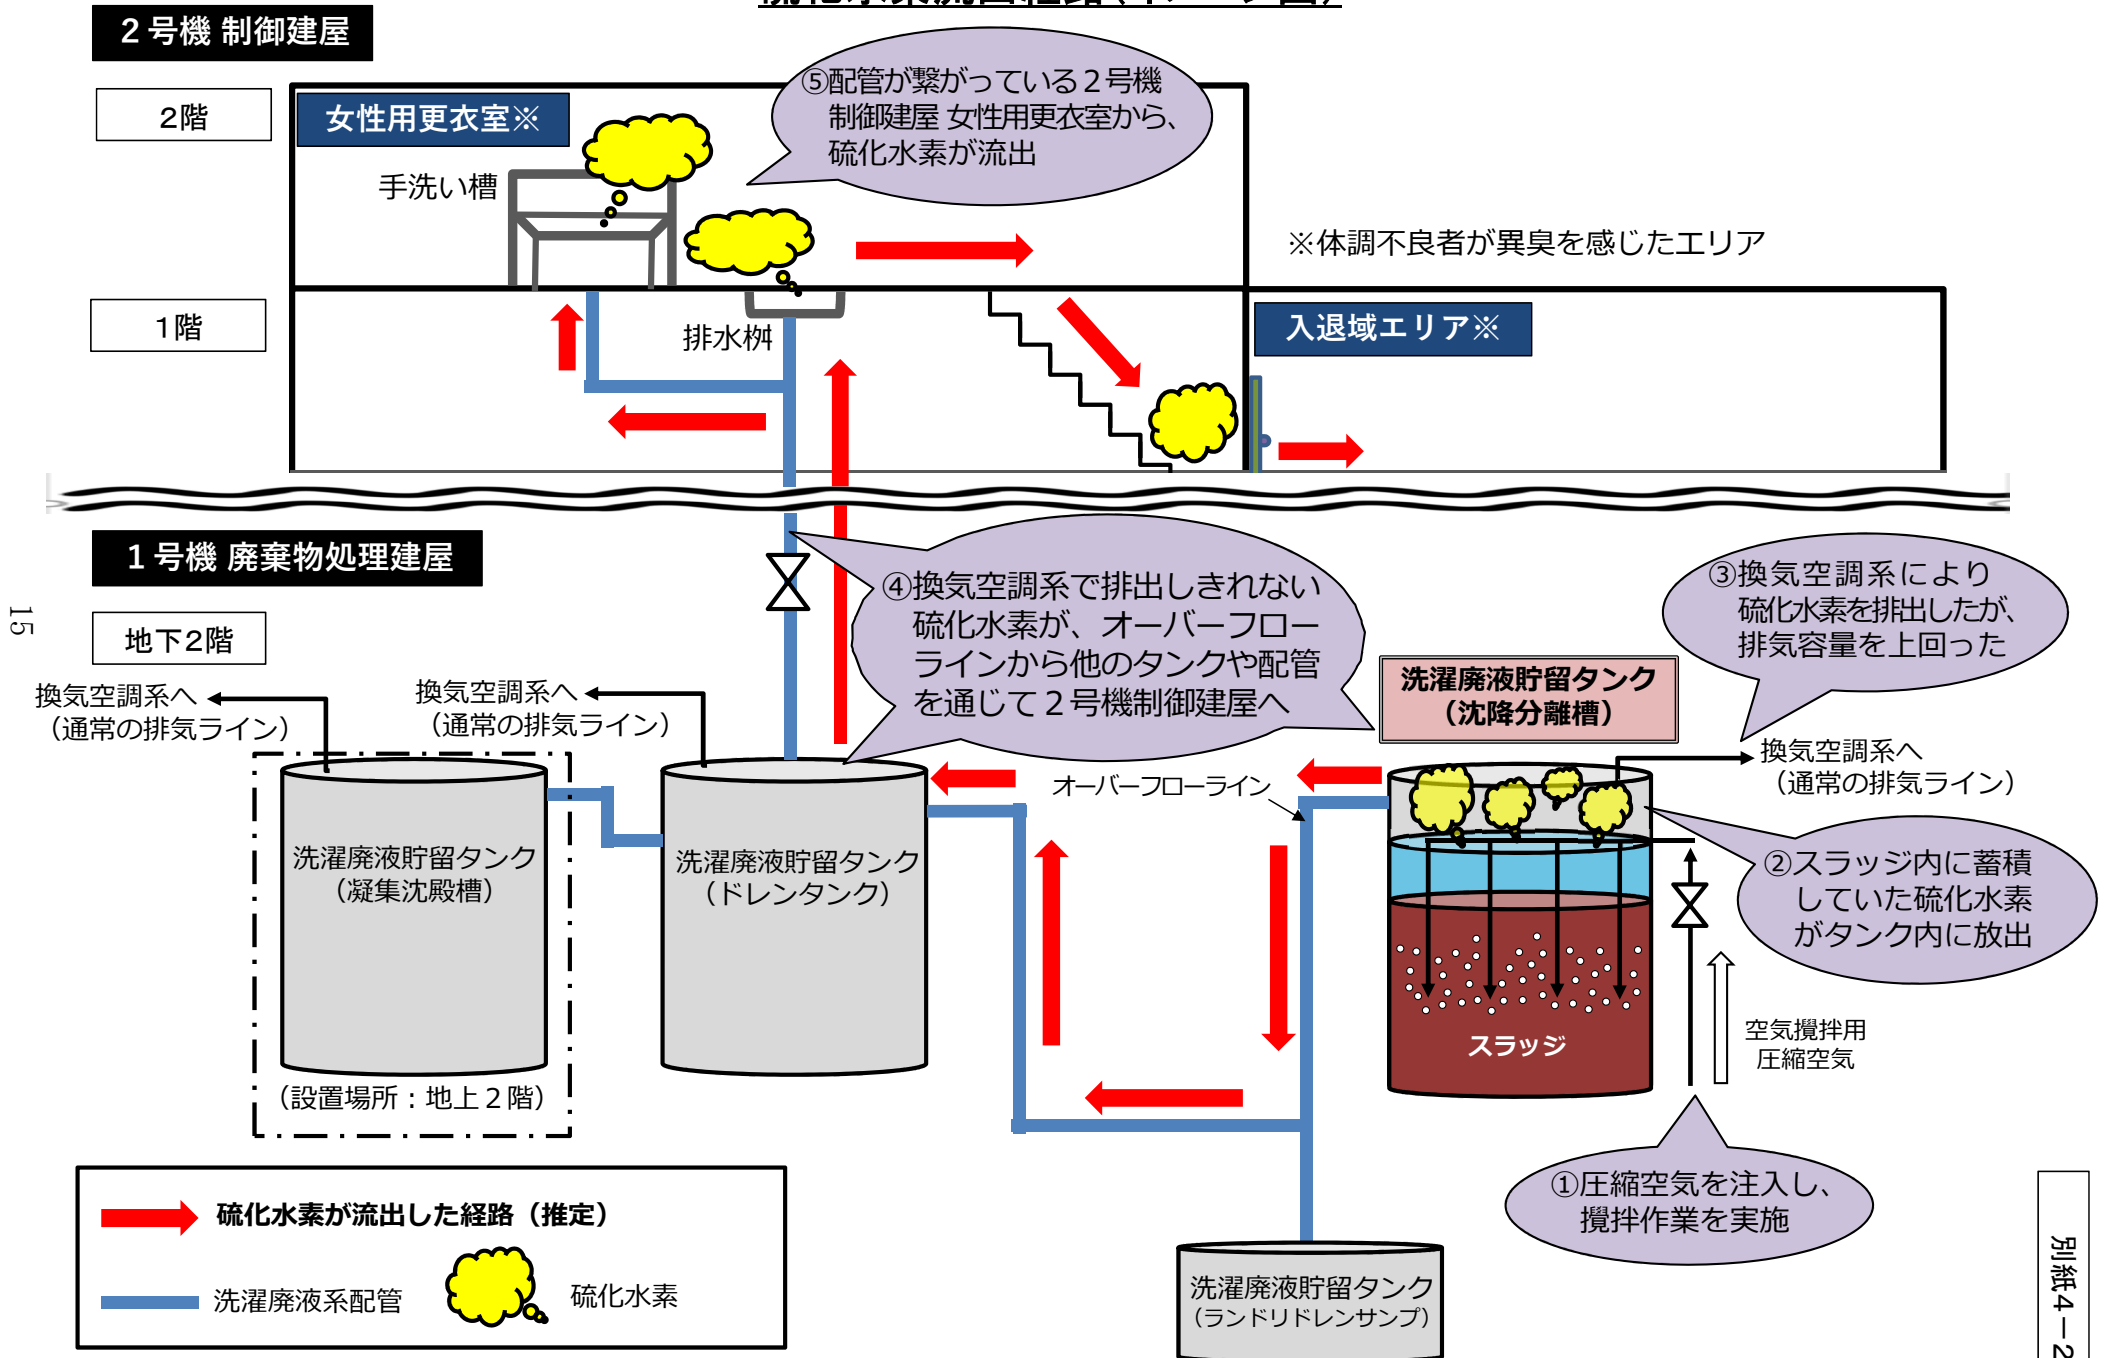 ２号機 制御建屋
2階
女性用更衣室※
⑤配管が繋がっている２号機
制御建屋 女性用更衣室から、
硫化水素が流出
手洗い槽
※体調不良者が異臭を感じたエリア
1階
排水桝
入退域エリア※
１号機 廃棄物処理建屋
地下2階
④換気空調系で排出しきれない
硫化水素が、オーバーフロー
ラインから他のタンクや配管
を通じて２号機制御建屋へ
③換気空調系により
硫化水素を排出したが、
排気容量を上回った
換気空調系へ
（通常の排気ライン）
換気空調系へ
（通常の排気ライン）
洗濯廃液貯留タンク
（沈降分離槽）
換気空調系へ
（通常の排気ライン）
オーバーフローライン
洗濯廃液貯留タンク
（凝集沈殿槽）
洗濯廃液貯留タンク
（ドレンタンク）
②スラッジ内に蓄積
していた硫化水素
がタンク内に放出
スラッジ
空気攪拌用
圧縮空気
（設置場所：地上２階）
①圧縮空気を注入し、
攪拌作業を実施
硫化水素が流出した経路（推定）
洗濯廃液系配管
硫化水素
洗濯廃液貯留タンク
（ランドリドレンサンプ）
15
別紙4－2